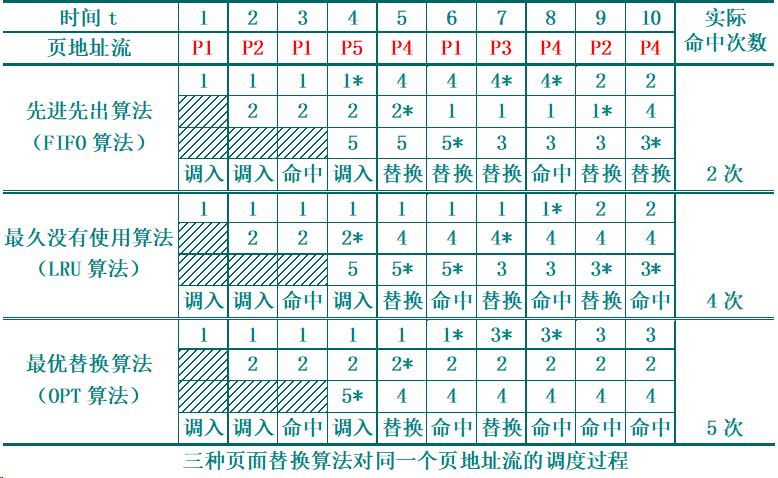 时间 t 1 2 3 4 5 6 7 8 9 10 实际命中次数
页地址流 P1 P2 P1 P5 P4 P1 P3 P4 P2 P4
先进先出算法（FIFO 算法）
1 1 1 1* 4 4 4* 4* 2 2
2 2 2 2* 1 1 1 1* 4
5 5 5* 3 3 3 3*
调入 调入 命中 调入 替换 替换 替换 命中 替换 替换 2 次
最久没有使用算法（LRU 算法）
1 1 1 1 1 1 1 1* 2 2
2 2 2* 4 4 4* 4 4 4
5 5* 5* 3 3 3* 3*
调入 调入 命中 调入 替换 命中 替换 命中 替换 命中 4 次
最优替换算法（OPT 算法）
1 1 1 1 1 1* 3* 3* 3 3
2 2 2 2* 2 2 2 2 2
5* 4 4 4 4 4 4
调入 调入 命中 调入 替换 命中 替换 命中 命中 命中 5 次
三种页面替换算法对同一个页地址流的调度过程